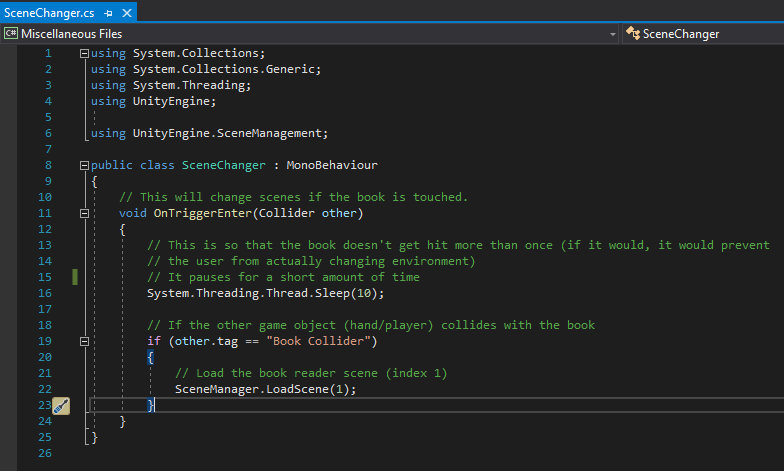 SceneChanger.cs
C# Miscellaneous Files SceneChanger
1 using System.Collections;
2 using System.Collections.Generic;
3 using System.Threading;
4 using UnityEngine;
5
6 using UnityEngine.SceneManagement;
7
8 public class SceneChanger : MonoBehaviour
9 {
10 // This will change scenes if the book is touched.
11 void OnTriggerEnter(Collider other)
12 {
13 // This is so that the book doesn't get hit more than once (if it would, it would prevent
14 // the user from actually changing environment)
15 // It pauses for a short amount of time
16 System.Threading.Thread.Sleep(10);
17
18 // If the other game object (hand/player) collides with the book
19 if (other.tag == "Book Collider")
20 {
21 // Load the book reader scene (index 1)
22 SceneManager.LoadScene(1);
23 }
24 }
25 }
26